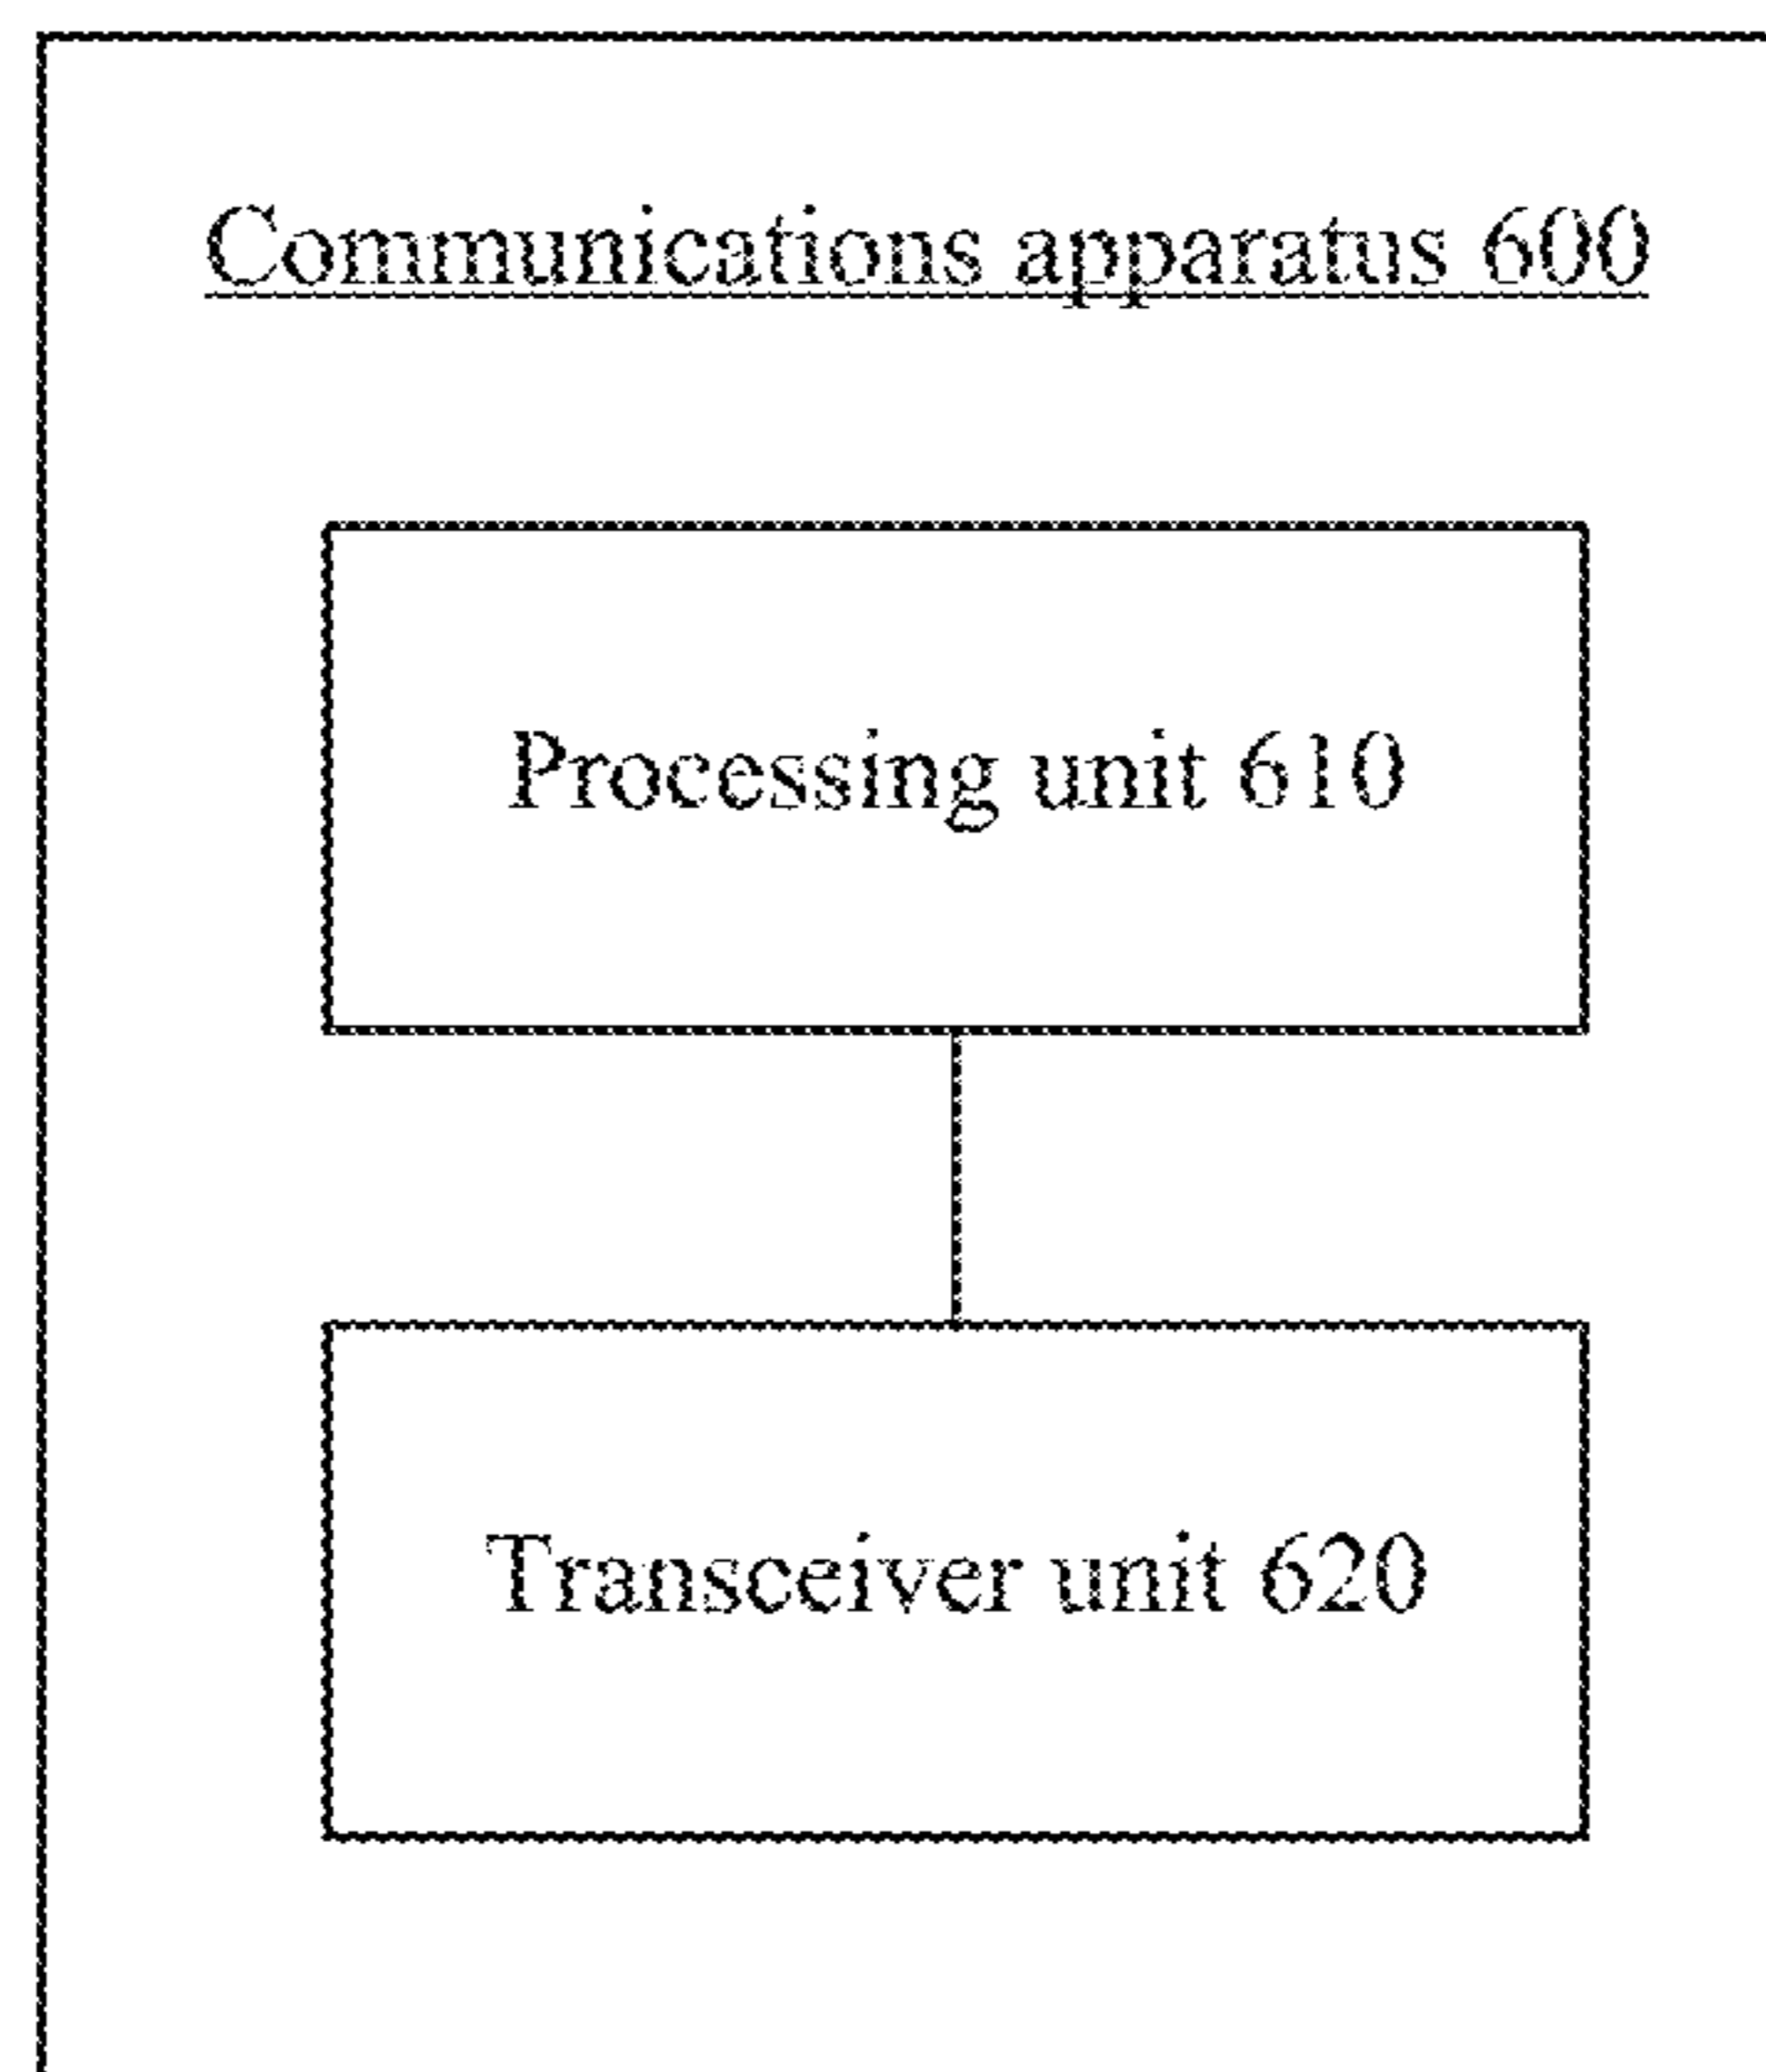 Communications apparatus 600
Processing unit 610
Transceiver unit 620